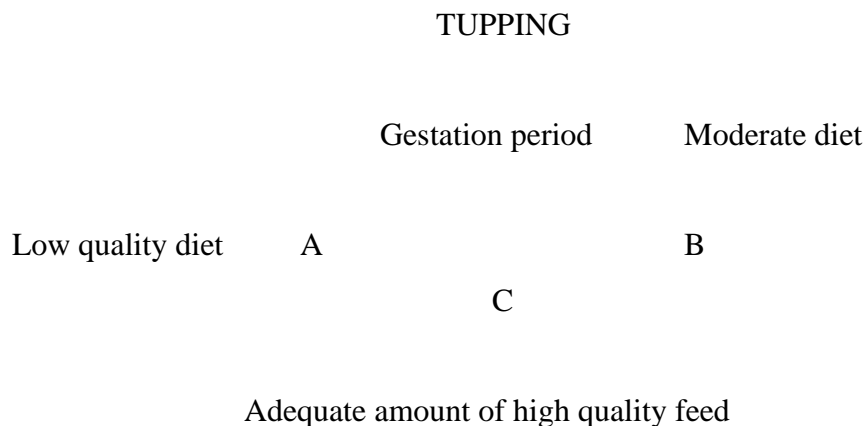 TUPPING
Gestation period Moderate diet
Low quality diet A B
C
Adequate amount of high quality feed